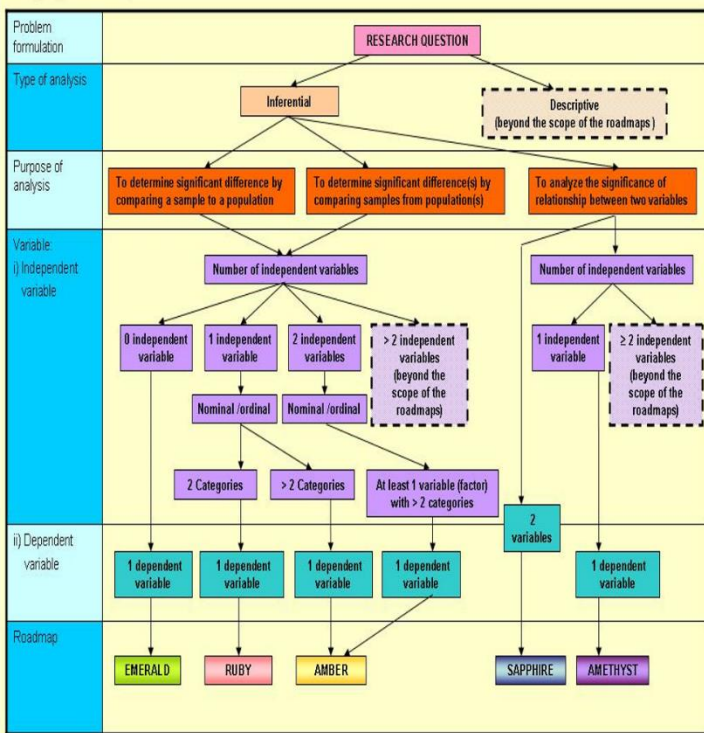 Problem
formulation
RESEARCH QUESTION
Type of analysis
Inferential
Descriptive
(beyond the scope of the roadmaps )
Purpose of
analysis
To determine significant difference by
comparing a sample to a population
To determine significant difference(s) by
comparing samples from population(s)
To analyze the significance of
relationship between two variables
Variable:
i) Independent
variable
Number of independent variables
Number of independent variables
0 independent
variable
1 independent
variable
2 independent
variables
> 2 independent
variables
(beyond the
scope of the
roadmaps)
1 independent
variable
≥ 2 independent
variables
(beyond the
scope of the
roadmaps)
Nominal /ordinal
Nominal /ordinal
2 Categories
> 2 Categories
At least 1 variable (factor)
with > 2 categories
2
variables
ii) Dependent
variable
1 dependent
variable
1 dependent
variable
1 dependent
variable
1 dependent
variable
1 dependent
variable
Roadmap
EMERALD
RUBY
AMBER
SAPPHIRE
AMETHYST